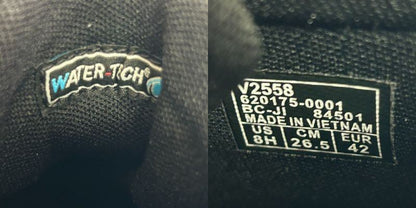 WATER-TECH®
V2558
620175-0001
BC-JI 84501
MADE IN VIETNAM
US CM EUR
8H 26.5 42